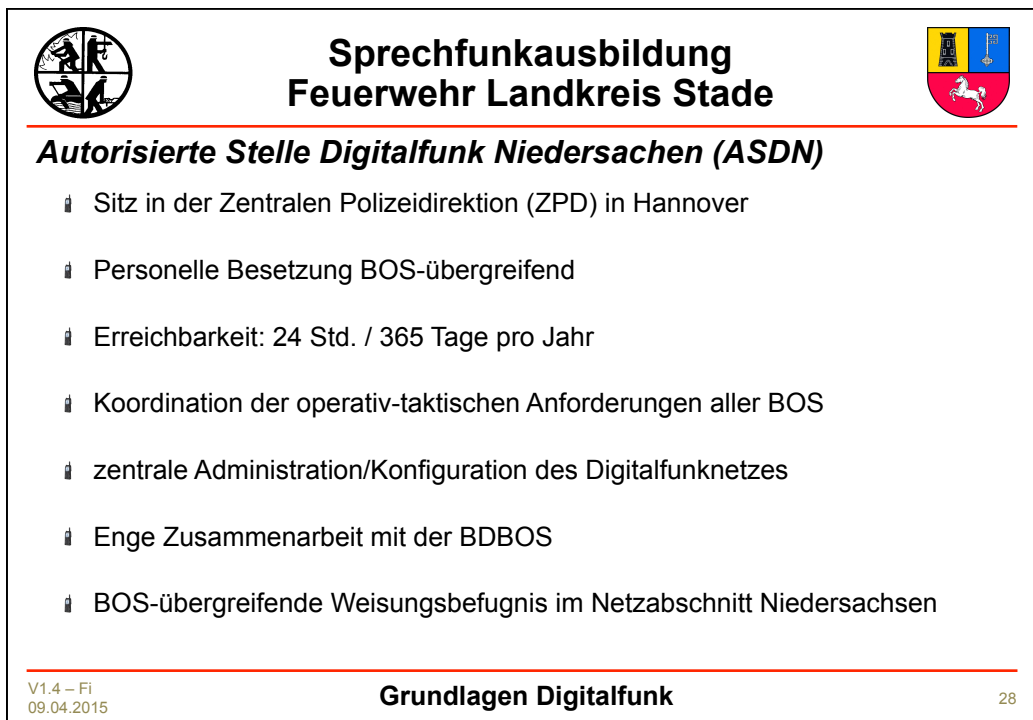 Sprechfunkausbildung
Feuerwehr Landkreis Stade
Autorisierte Stelle Digitalfunk Niedersachen (ASDN)
Sitz in der Zentralen Polizeidirektion (ZPD) in Hannover
Personelle Besetzung BOS-übergreifend
Erreichbarkeit: 24 Std. / 365 Tage pro Jahr
Koordination der operativ-taktischen Anforderungen aller BOS
zentrale Administration/Konfiguration des Digitalfunknetzes
Enge Zusammenarbeit mit der BDBOS
BOS-übergreifende Weisungsbefugnis im Netzabschnitt Niedersachsen
V1.4 – Fi
09.04.2015
Grundlagen Digitalfunk
28